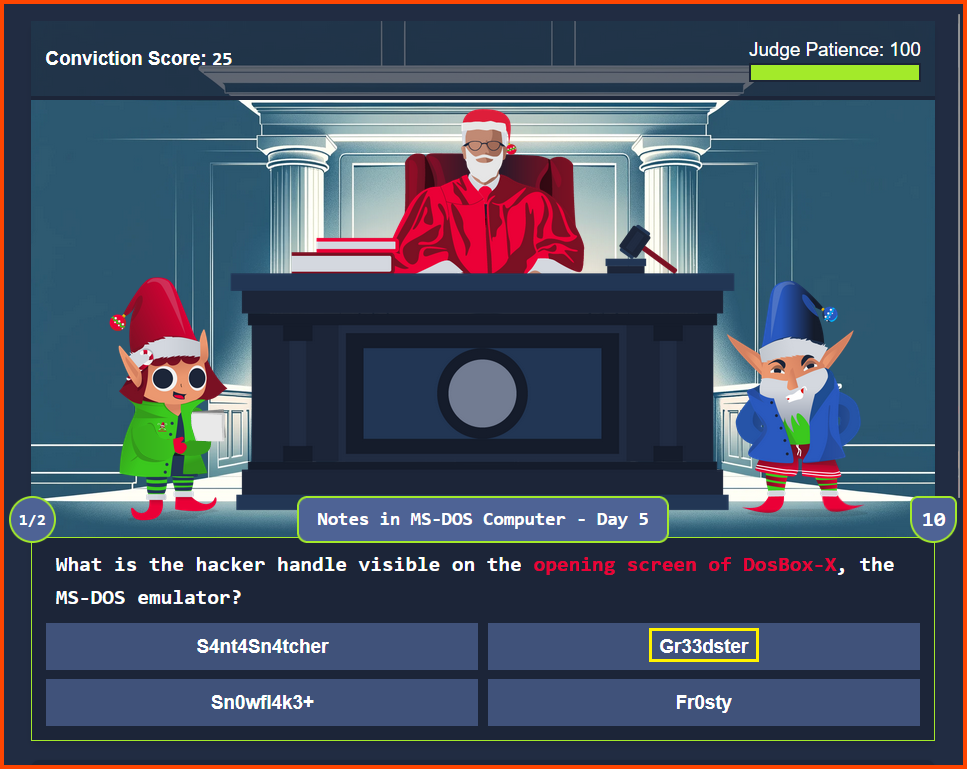 Conviction Score: 25
Judge Patience: 100
1/2
Notes in MS-DOS Computer - Day 5
10
What is the hacker handle visible on the opening screen of DosBox-X, the
MS-DOS emulator?
S4nt4Sn4tcher
Gr33dster
Sn0wfl4k3+
Fr0sty